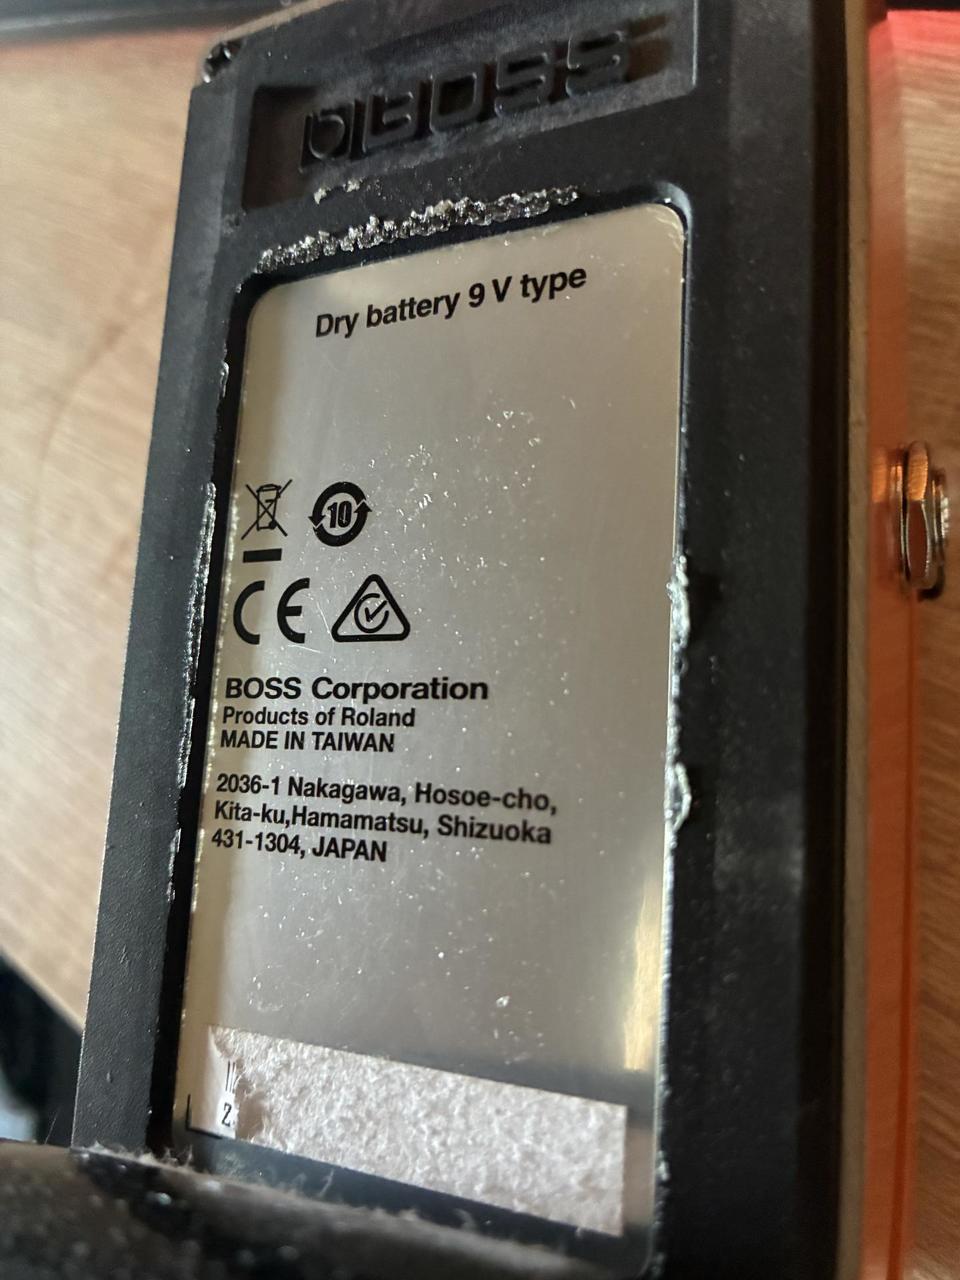 BOSS
Dry battery 9 V type
10
CE
BOSS Corporation
Products of Roland
MADE IN TAIWAN
2036-1 Nakagawa, Hosoe-cho,
Kita-ku,Hamamatsu, Shizuoka
431-1304, JAPAN
Z